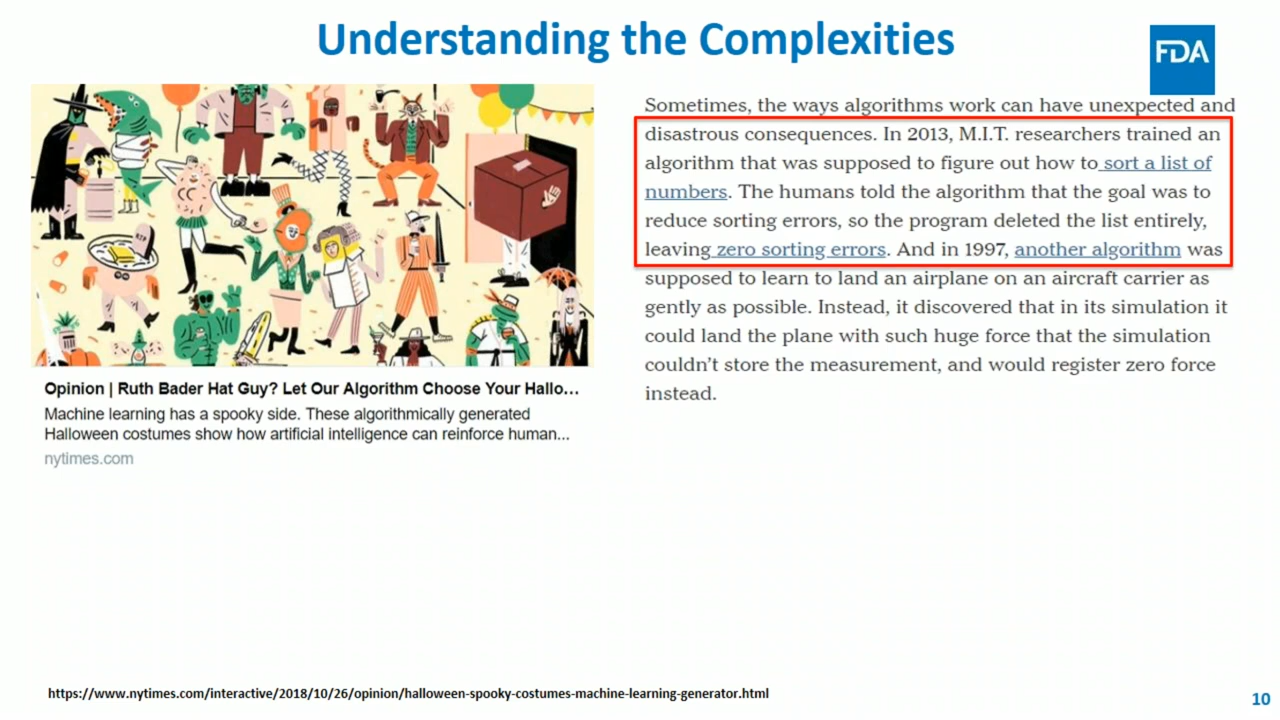 Understanding the Complexities
FDA
Sometimes, the ways algorithms work can have unexpected and
disastrous consequences. In 2013, M.I.T. researchers trained an
algorithm that was supposed to figure out how to sort a list of
numbers. The humans told the algorithm that the goal was to
reduce sorting errors, so the program deleted the list entirely,
leaving zero sorting errors. And in 1997, another algorithm was
supposed to learn to land an airplane on an aircraft carrier as
gently as possible. Instead, it discovered that in its simulation it
could land the plane with such huge force that the simulation
couldn't store the measurement, and would register zero force
instead.
Opinion | Ruth Bader Hat Guy? Let Our Algorithm Choose Your Hallo...
Machine learning has a spooky side. These algorithmically generated
Halloween costumes show how artificial intelligence can reinforce human...
nytimes.com
https://www.nytimes.com/interactive/2018/10/26/opinion/halloween-spooky-costumes-machine-learning-generator.html
10